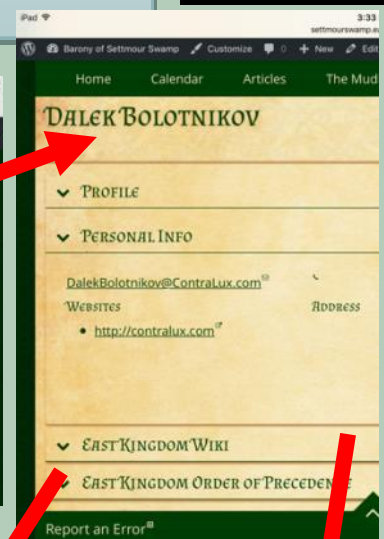 iPad 3:33
settmourswamp.ea
Barony of Settmour Swamp Customize 0 + New Edit
Home Calendar Articles The Mud
Dalek Bolotnikov
Profile
Personal Info
DalekBolotnikov@ContraLux.com
Websites Address
http://contralux.com
East Kingdom Wiki
East Kingdom Order of Precedence
Report an Error